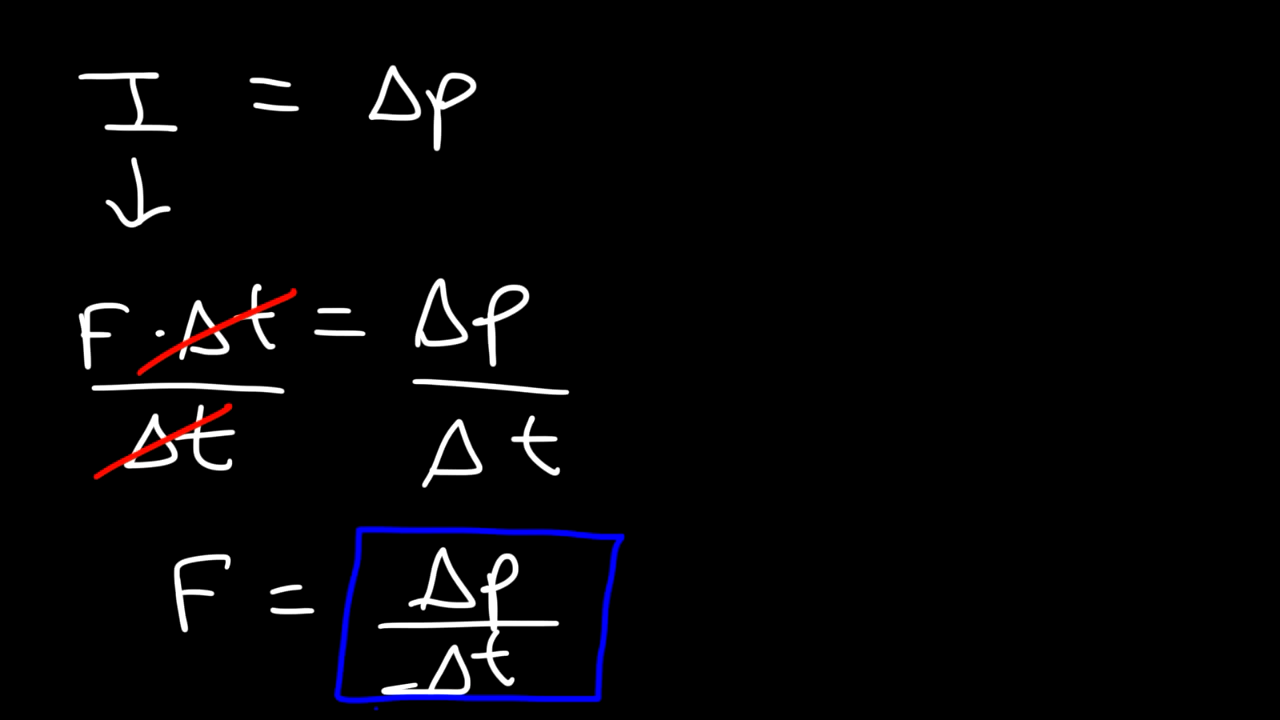 I = Δp
↓
F · Δt = Δp
Δt Δt
F = Δp
Δt